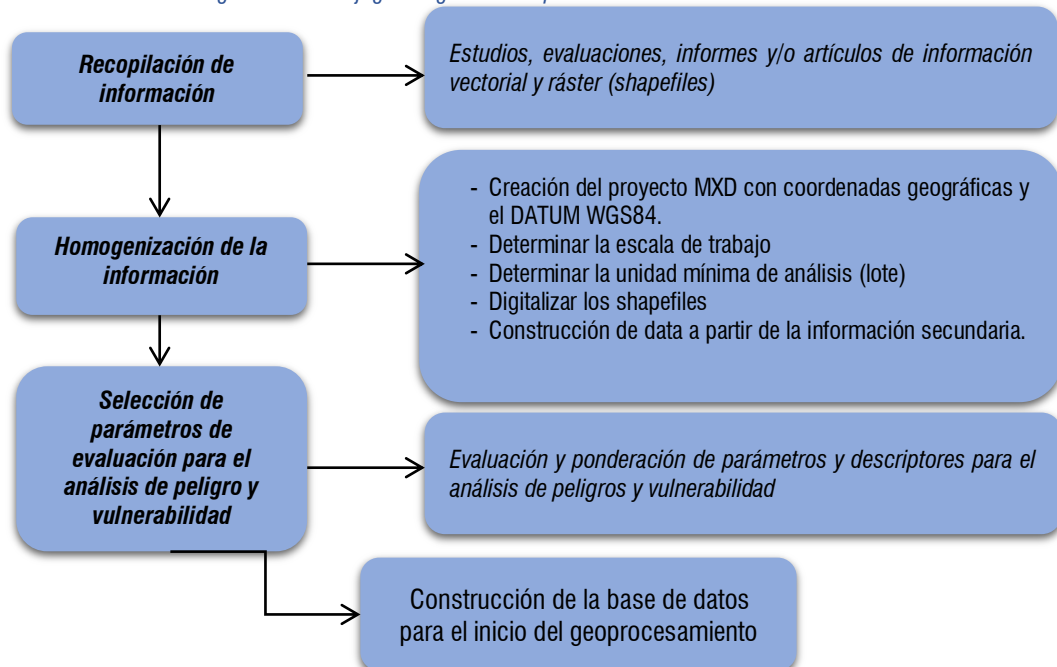 Recopilación de
información
Estudios, evaluaciones, informes y/o artículos de información
vectorial y ráster (shapefiles)
Homogenización de la
información
- Creación del proyecto MXD con coordenadas geográficas y
el DATUM WGS84.
- Determinar la escala de trabajo
- Determinar la unidad mínima de análisis (lote)
- Digitalizar los shapefiles
- Construcción de data a partir de la información secundaria.
Selección de
parámetros de
evaluación para el
análisis de peligro y
vulnerabilidad
Evaluación y ponderación de parámetros y descriptores para el
análisis de peligros y vulnerabilidad
Construcción de la base de datos
para el inicio del geoprocesamiento